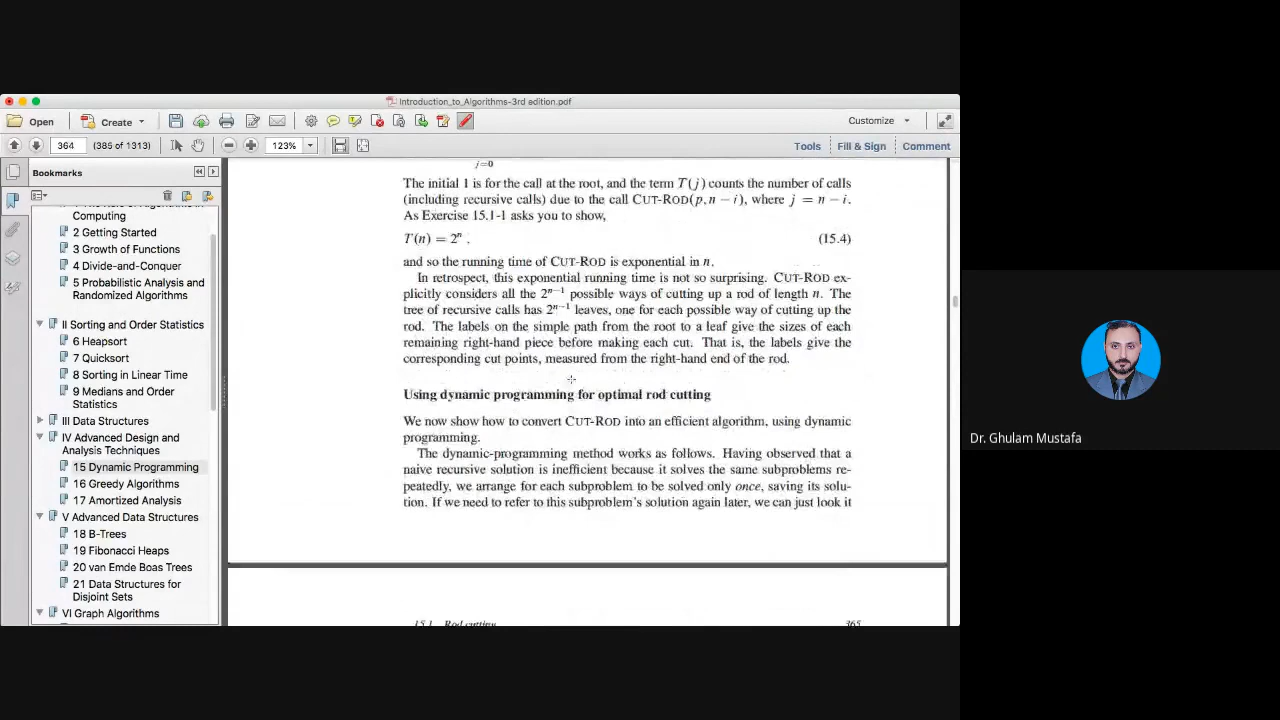 Introduction_to_Algorithms-3rd edition.pdf
Open
Create
Customize
364
(385 of 1313)
123%
Tools
Fill & Sign
Comment
Bookmarks
Computing
2 Getting Started
3 Growth of Functions
4 Divide-and-Conquer
5 Probabilistic Analysis and
Randomized Algorithms
II Sorting and Order Statistics
6 Heapsort
7 Quicksort
8 Sorting in Linear Time
9 Medians and Order
Statistics
III Data Structures
IV Advanced Design and
Analysis Techniques
15 Dynamic Programming
16 Greedy Algorithms
17 Amortized Analysis
V Advanced Data Structures
18 B-Trees
19 Fibonacci Heaps
20 van Emde Boas Trees
21 Data Structures for
Disjoint Sets
VI Graph Algorithms
j=0
The initial 1 is for the call at the root, and the term T(j) counts the number of calls
(including recursive calls) due to the call CUT-ROD(p, n − i), where j = n − i.
As Exercise 15.1-1 asks you to show,
T(n) = 2ⁿ , (15.4)
and so the running time of CUT-ROD is exponential in n.
In retrospect, this exponential running time is not so surprising. CUT-ROD ex-
plicitly considers all the 2ⁿ⁻¹ possible ways of cutting up a rod of length n. The
tree of recursive calls has 2ⁿ⁻¹ leaves, one for each possible way of cutting up the
rod. The labels on the simple path from the root to a leaf give the sizes of each
remaining right-hand piece before making each cut. That is, the labels give the
corresponding cut points, measured from the right-hand end of the rod.
Using dynamic programming for optimal rod cutting
We now show how to convert CUT-ROD into an efficient algorithm, using dynamic
programming.
The dynamic-programming method works as follows. Having observed that a
naive recursive solution is inefficient because it solves the same subproblems re-
peatedly, we arrange for each subproblem to be solved only once, saving its solu-
tion. If we need to refer to this subproblem's solution again later, we can just look it
15.1 Rod cutting 365
Dr. Ghulam Mustafa